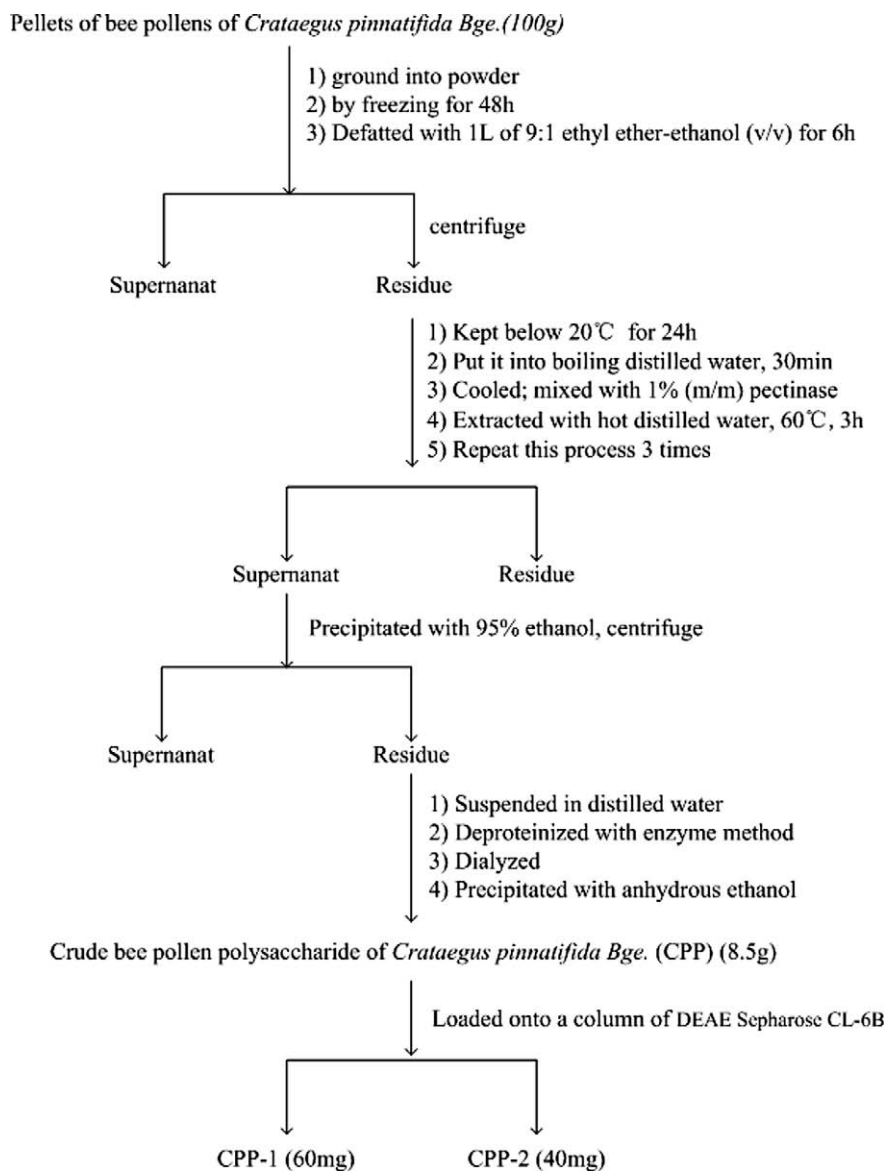 Pellets of bee pollens of Crataegus pinnatifida Bge.(100g)
1) ground into powder
2) by freezing for 48h
3) Defatted with 1L of 9:1 ethyl ether-ethanol (v/v) for 6h
centrifuge
Supernanat
Residue
1) Kept below 20℃ for 24h
2) Put it into boiling distilled water, 30min
3) Cooled; mixed with 1% (m/m) pectinase
4) Extracted with hot distilled water, 60℃, 3h
5) Repeat this process 3 times
Supernanat
Residue
Precipitated with 95% ethanol, centrifuge
Supernanat
Residue
1) Suspended in distilled water
2) Deproteinized with enzyme method
3) Dialyzed
4) Precipitated with anhydrous ethanol
Crude bee pollen polysaccharide of Crataegus pinnatifida Bge. (CPP) (8.5g)
Loaded onto a column of DEAE Sepharose CL-6B
CPP-1 (60mg)
CPP-2 (40mg)